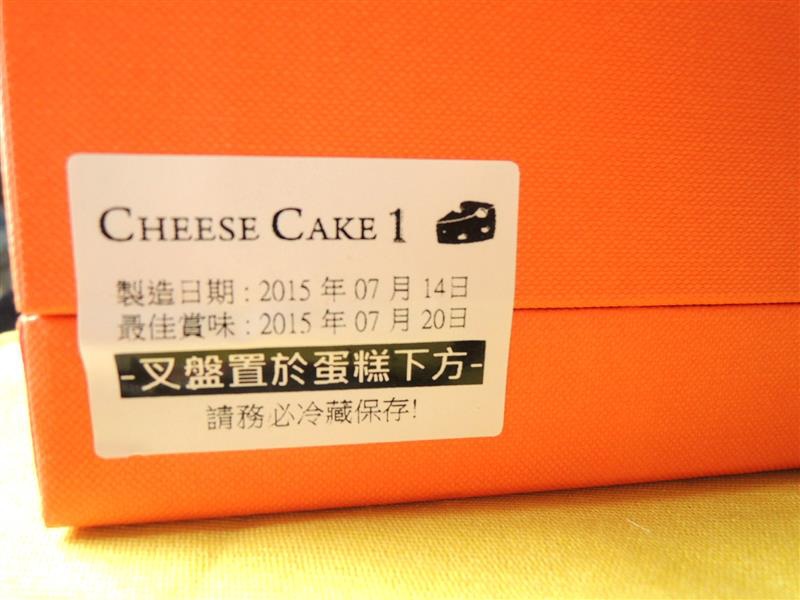 CHEESE CAKE 1
製造日期 : 2015 年 07 月 14日
最佳賞味 : 2015 年 07 月 20日
-叉盤置於蛋糕下方-
請務必冷藏保存!